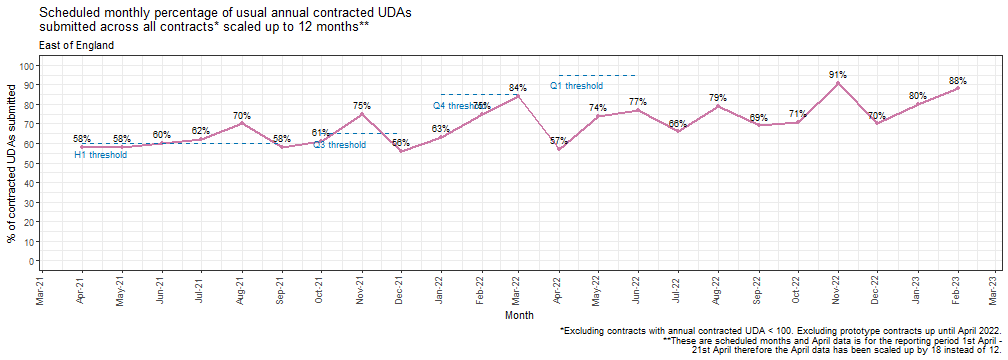 Scheduled monthly percentage of usual annual contracted UDAs
submitted across all contracts* scaled up to 12 months**
East of England
% of contracted UDAs submitted
100
90
80
70
60
50
40
30
20
10
0
58%
58%
60%
62%
70%
58%
61%
75%
56%
63%
75%
84%
57%
74%
77%
66%
79%
69%
71%
91%
70%
80%
88%
H1 threshold
Q3 threshold
Q4 threshold
Q1 threshold
Mar-21
Apr-21
May-21
Jun-21
Jul-21
Aug-21
Sep-21
Oct-21
Nov-21
Dec-21
Jan-22
Feb-22
Mar-22
Apr-22
May-22
Jun-22
Jul-22
Aug-22
Sep-22
Oct-22
Nov-22
Dec-22
Jan-23
Feb-23
Mar-23
Month
*Excluding contracts with annual contracted UDA < 100. Excluding prototype contracts up until April 2022.
**These are scheduled months and April data is for the reporting period 1st April -
21st April therefore the April data has been scaled up by 18 instead of 12.